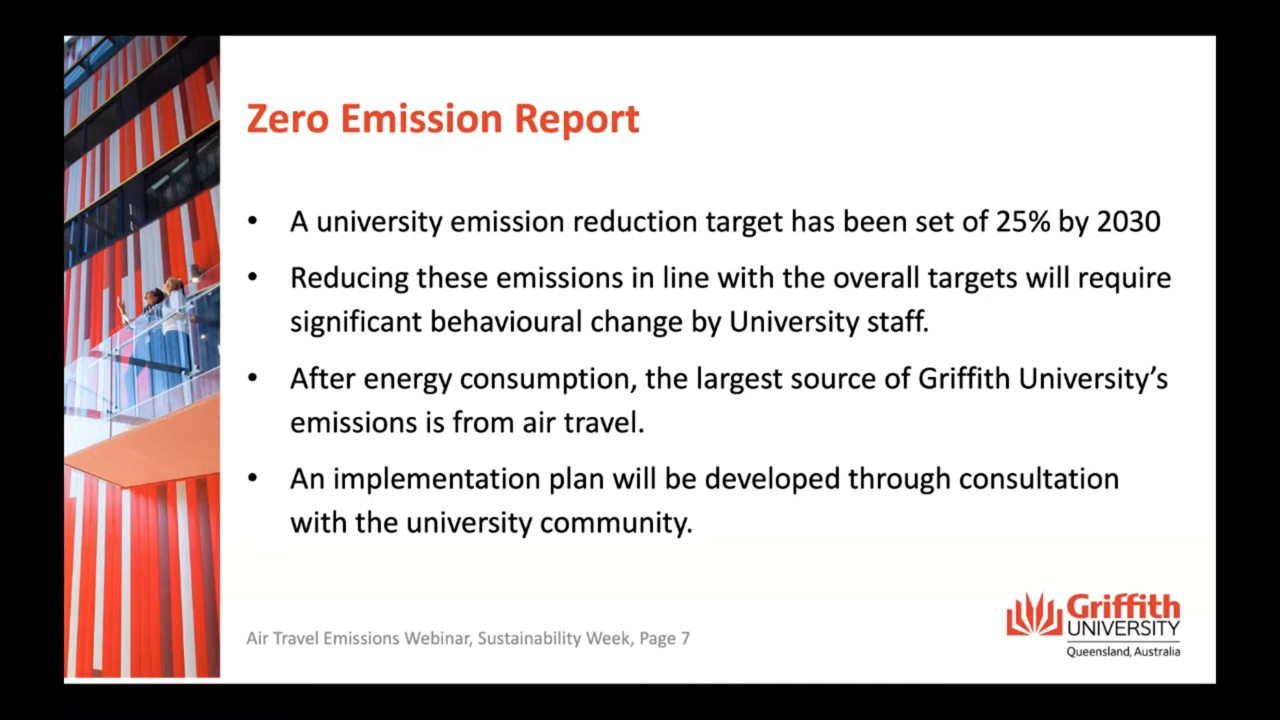 Zero Emission Report
• A university emission reduction target has been set of 25% by 2030
• Reducing these emissions in line with the overall targets will require
significant behavioural change by University staff.
• After energy consumption, the largest source of Griffith University’s
emissions is from air travel.
• An implementation plan will be developed through consultation
with the university community.
Air Travel Emissions Webinar, Sustainability Week, Page 7
Griffith
UNIVERSITY
Queensland, Australia